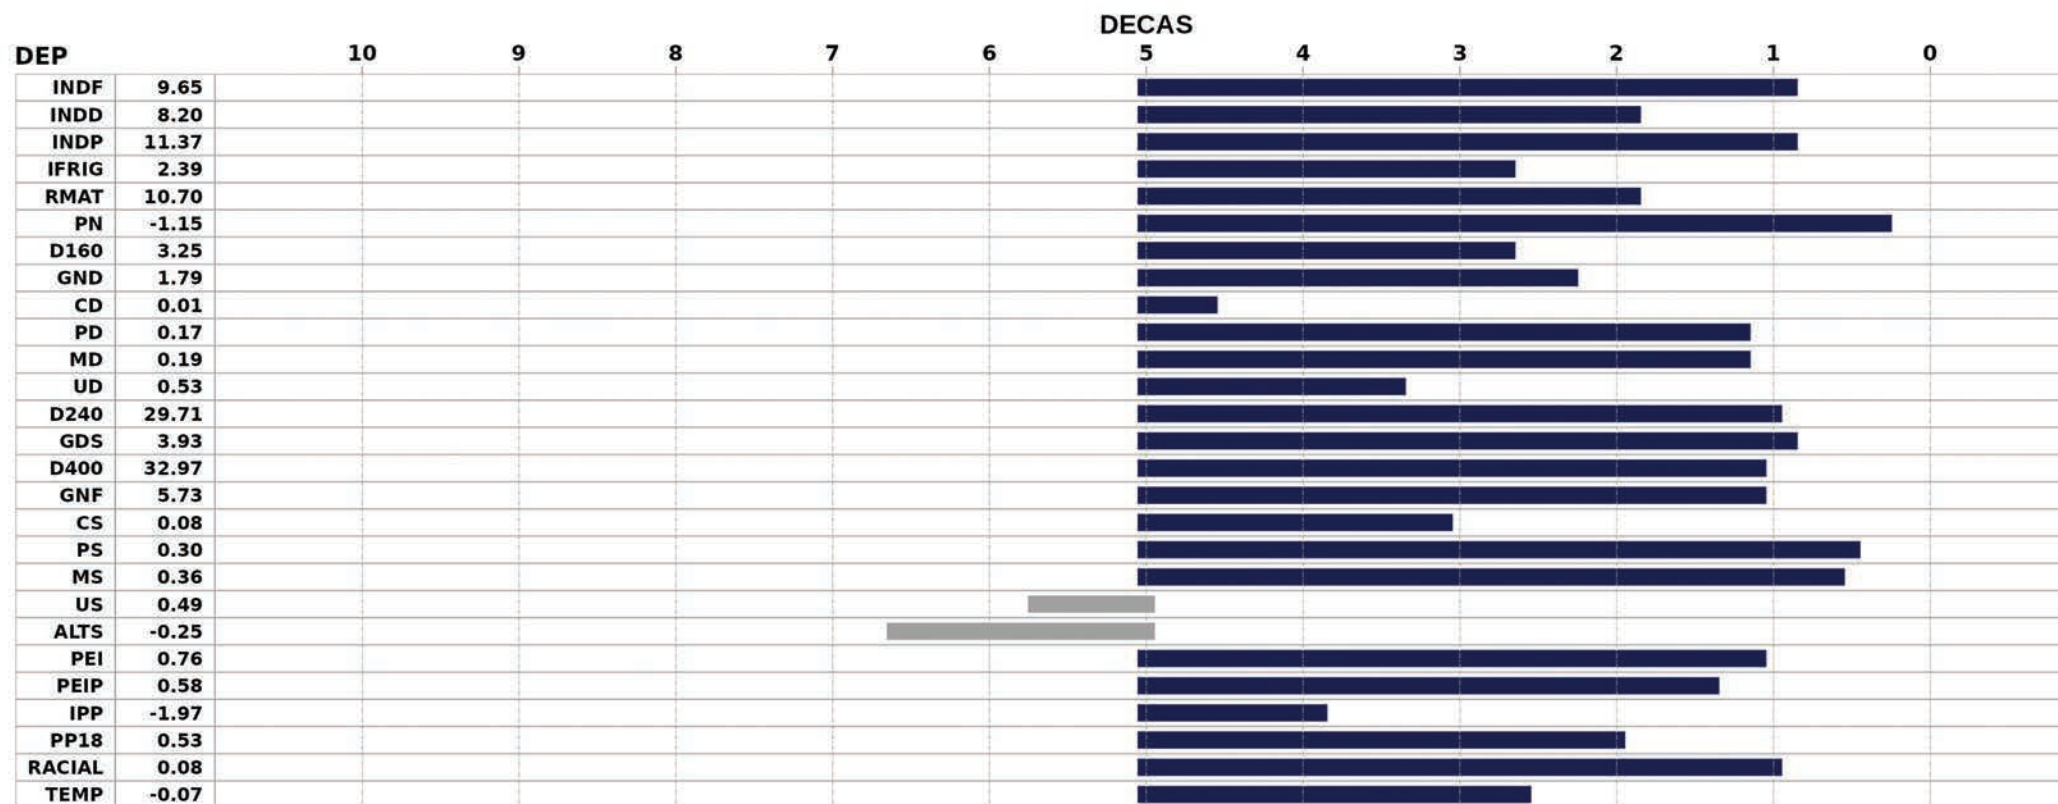 DECAS
DEP 10 9 8 7 6 5 4 3 2 1 0
INDF 9.65
INDD 8.20
INDP 11.37
IFRIG 2.39
RMAT 10.70
PN -1.15
D160 3.25
GND 1.79
CD 0.01
PD 0.17
MD 0.19
UD 0.53
D240 29.71
GDS 3.93
D400 32.97
GNF 5.73
CS 0.08
PS 0.30
MS 0.36
US 0.49
ALTS -0.25
PEI 0.76
PEIP 0.58
IPP -1.97
PP18 0.53
RACIAL 0.08
TEMP -0.07